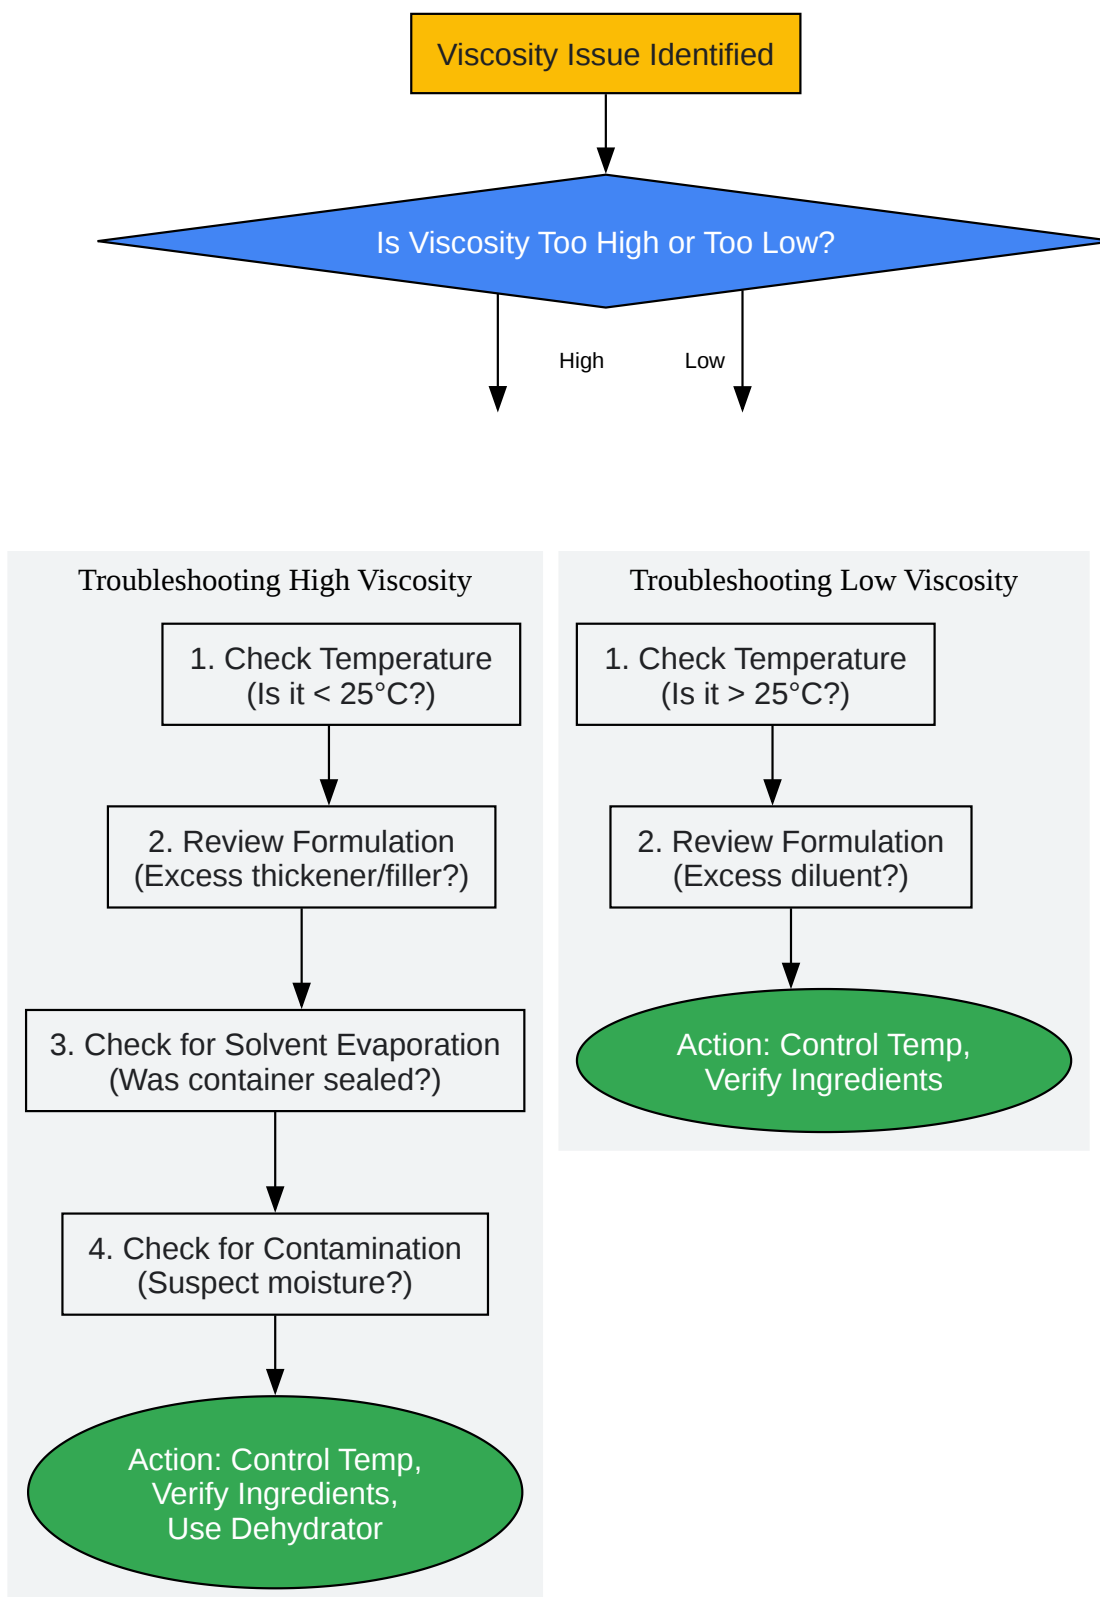 Viscosity Issue Identified
Is Viscosity Too High or Too Low?
High
Low
Troubleshooting High Viscosity
1. Check Temperature
(Is it < 25°C?)
2. Review Formulation
(Excess thickener/filler?)
3. Check for Solvent Evaporation
(Was container sealed?)
4. Check for Contamination
(Suspect moisture?)
Action: Control Temp,
Verify Ingredients,
Use Dehydrator
Troubleshooting Low Viscosity
1. Check Temperature
(Is it > 25°C?)
2. Review Formulation
(Excess diluent?)
Action: Control Temp,
Verify Ingredients